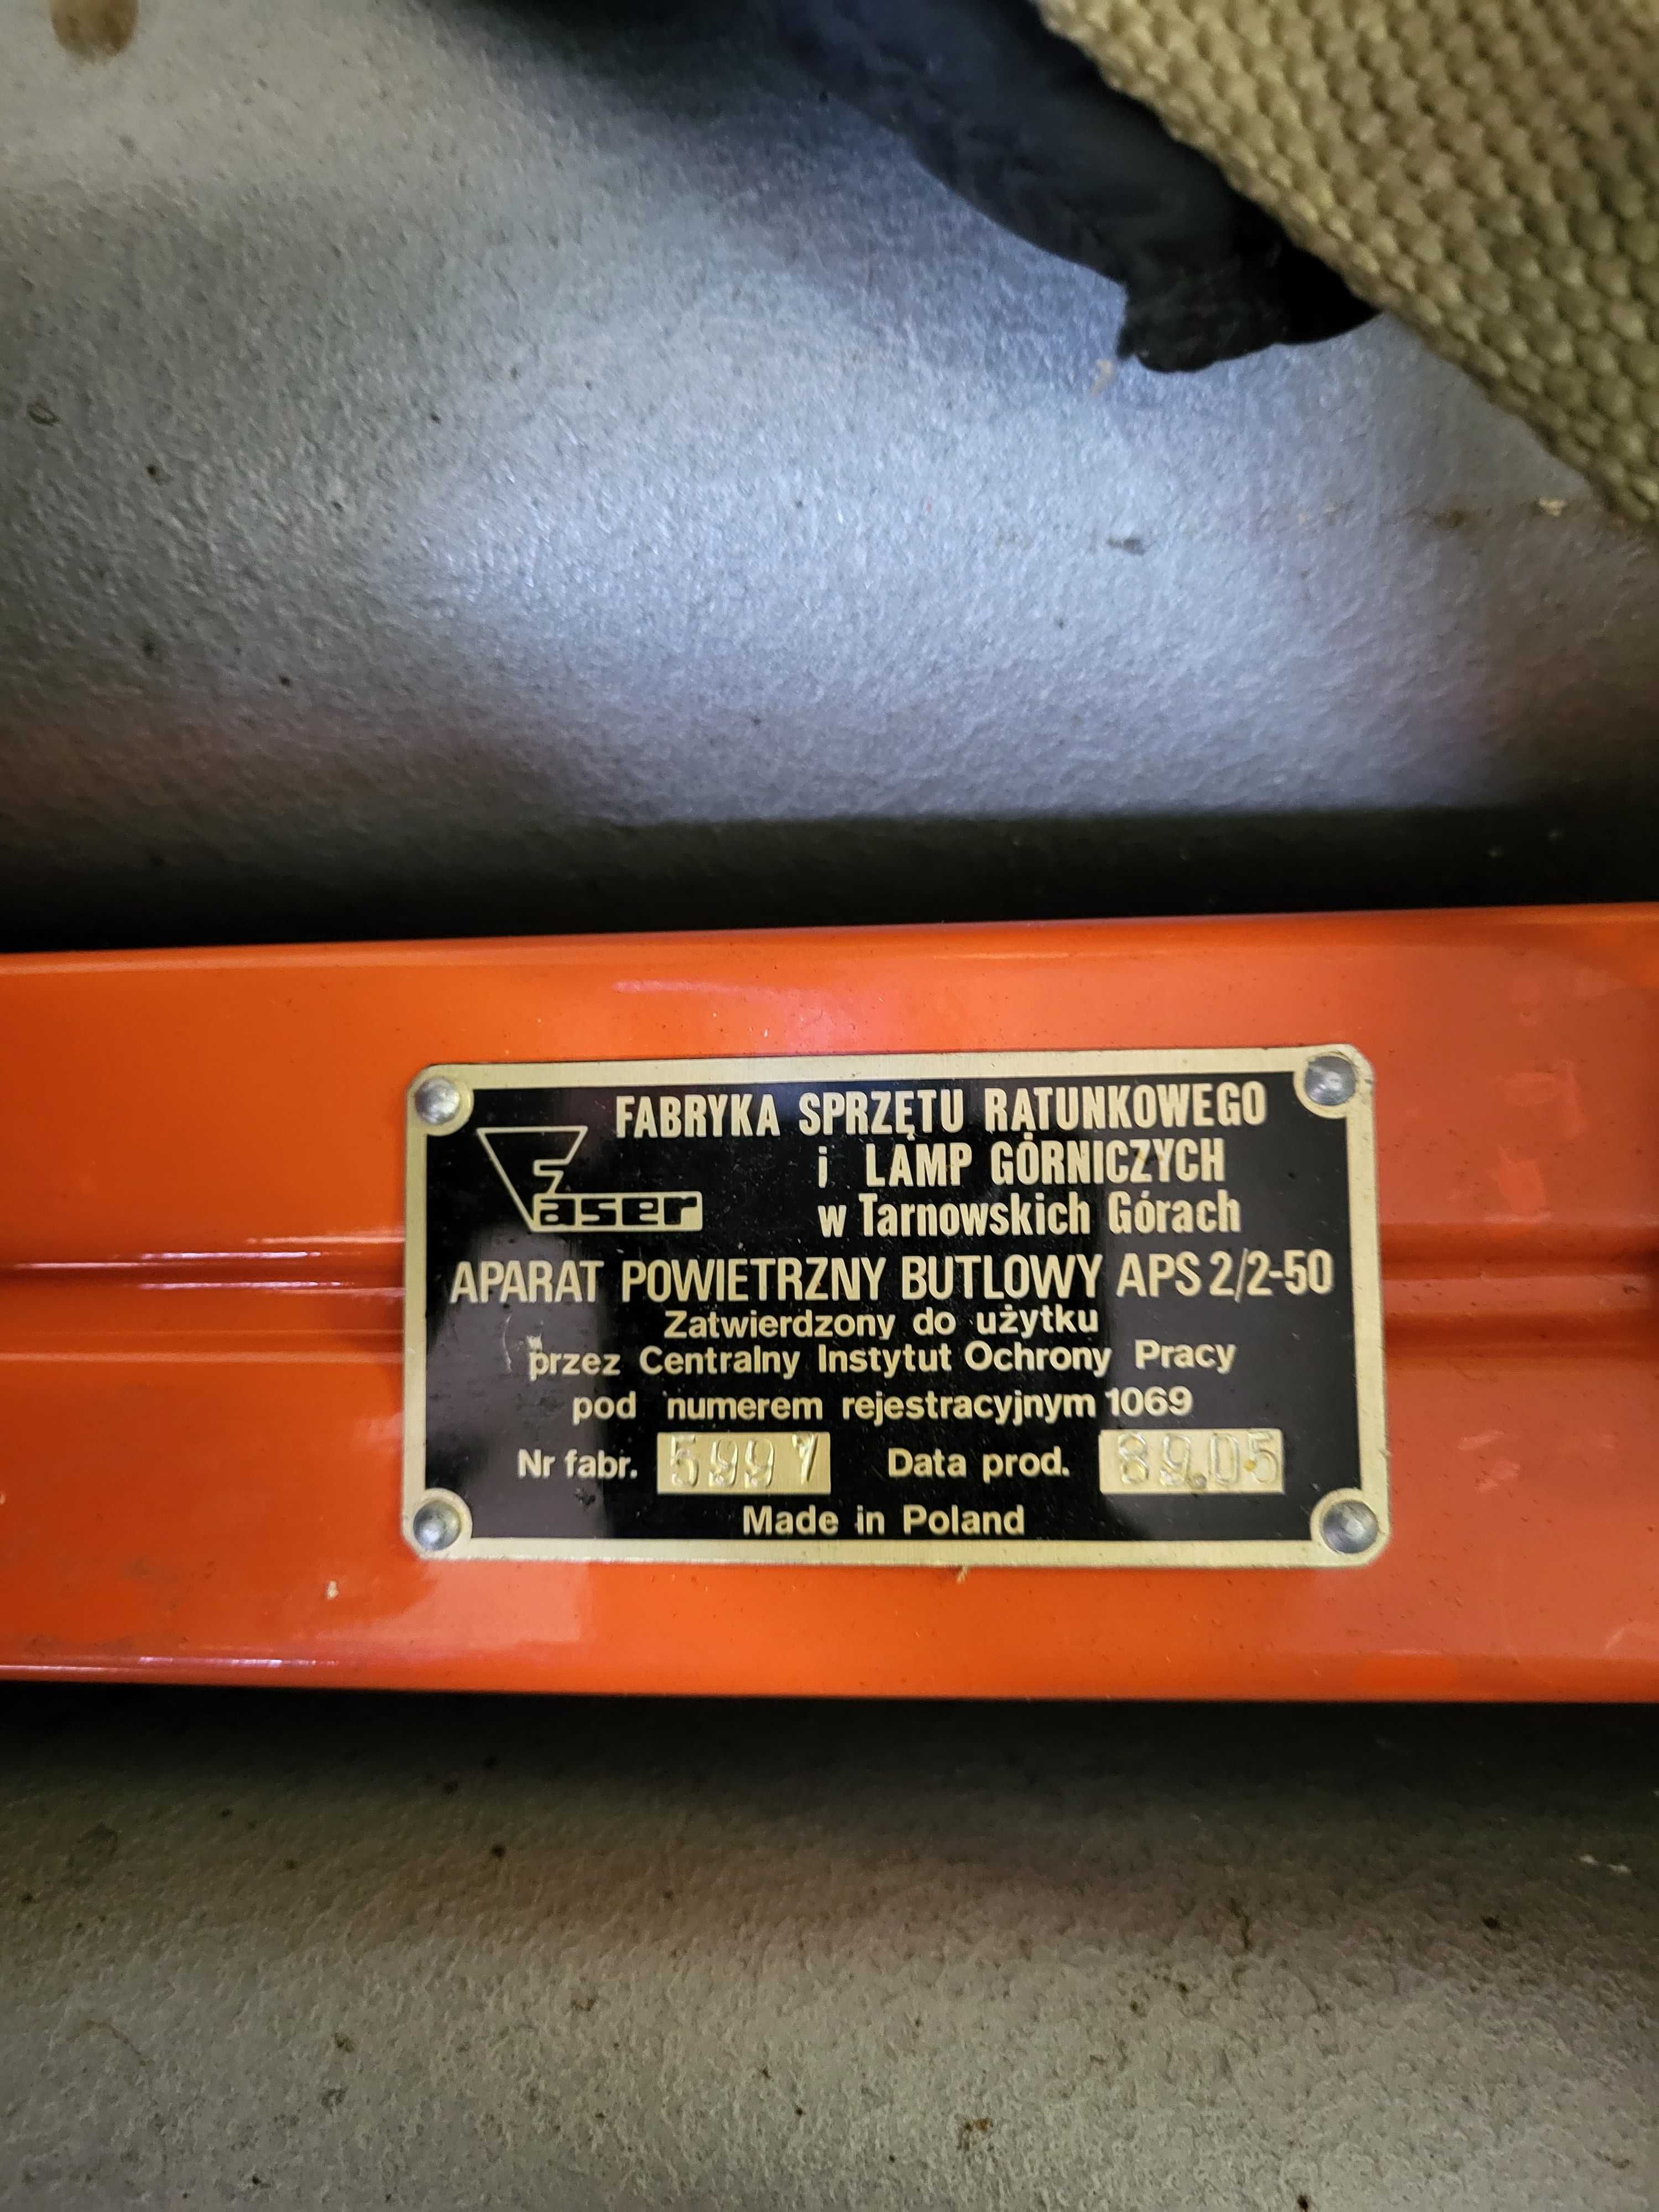 FABRYKA SPRZĘTU RATUNKOWEGO
i LAMP GÓRNICZYCH
w Tarnowskich Górach
Faser
APARAT POWIETRZNY BUTLOWY APS 2/2-50
Zatwierdzony do użytku
przez Centralny Instytut Ochrony Pracy
pod numerem rejestracyjnym 1069
Nr fabr. 5997 Data prod. 89.05
Made in Poland